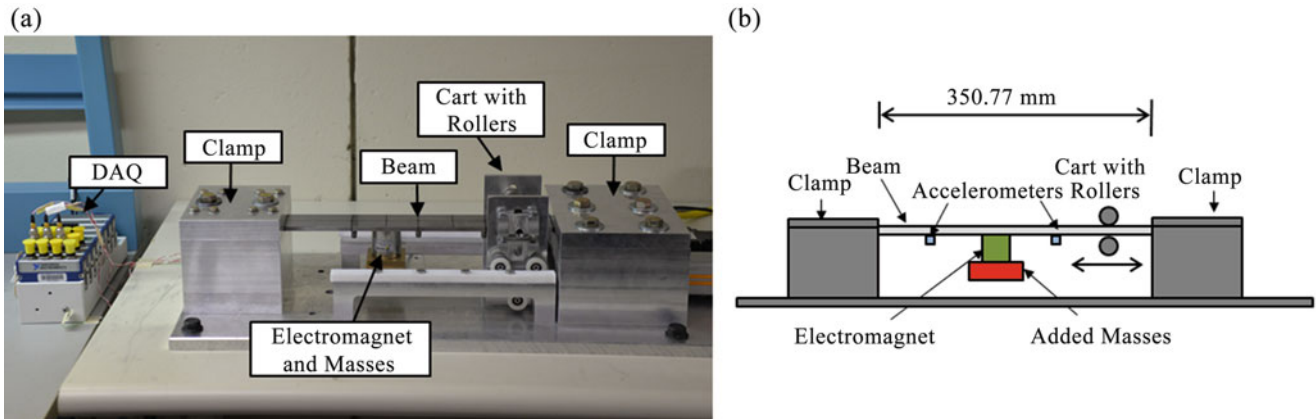 (a)
Cart with
Rollers
Clamp
Clamp
Beam
DAQ
Electromagnet
and Masses
(b)
350.77 mm
Beam
Cart with
Clamp
Accelerometers
Rollers
Clamp
Electromagnet
Added Masses